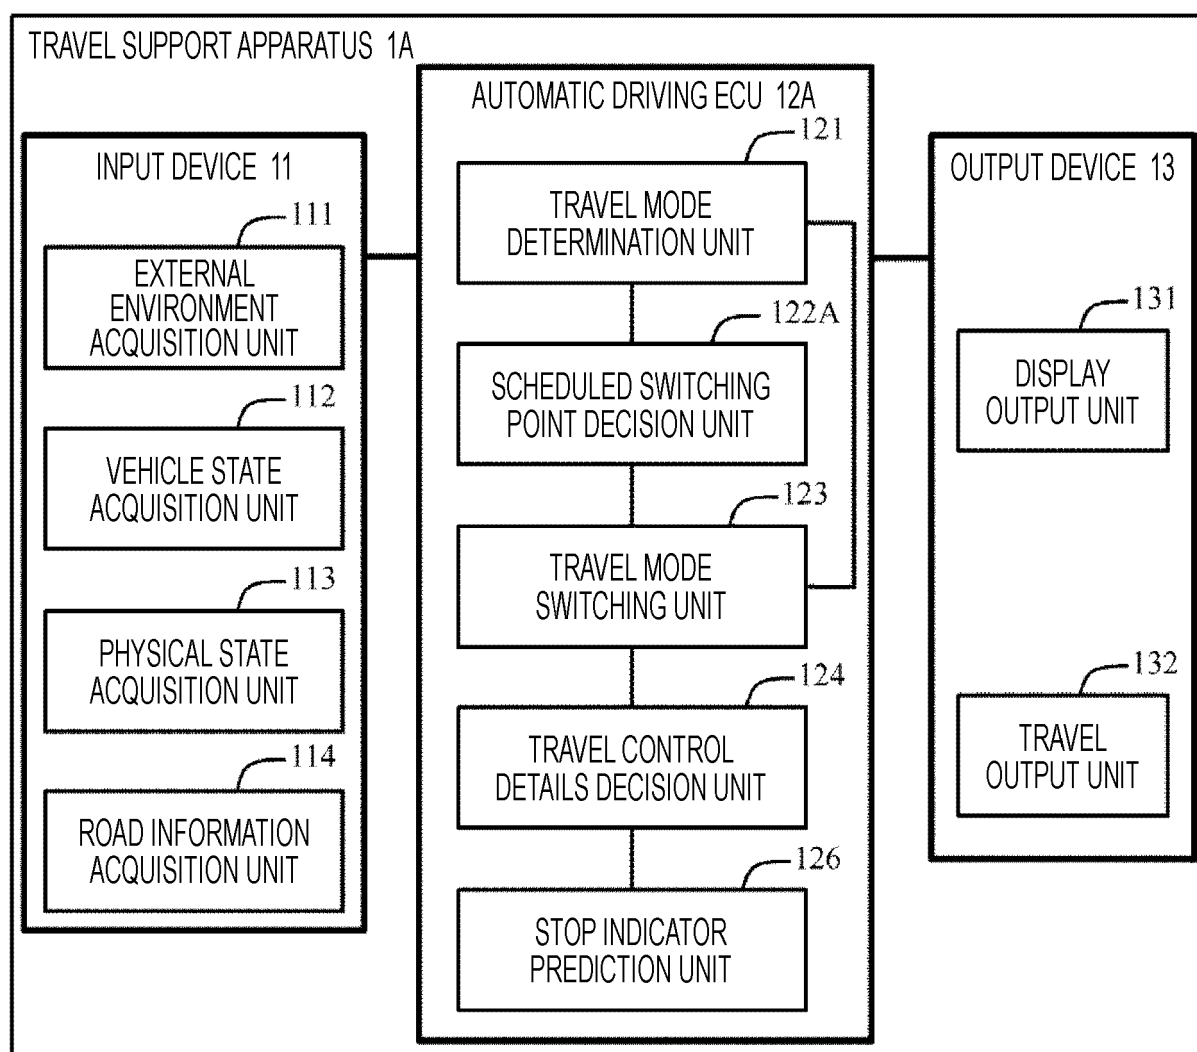 TRAVEL SUPPORT APPARATUS 1A
INPUT DEVICE 11
111
EXTERNAL
ENVIRONMENT
ACQUISITION UNIT
112
VEHICLE STATE
ACQUISITION UNIT
113
PHYSICAL STATE
ACQUISITION UNIT
114
ROAD INFORMATION
ACQUISITION UNIT
AUTOMATIC DRIVING ECU 12A
121
TRAVEL MODE
DETERMINATION UNIT
122A
SCHEDULED SWITCHING
POINT DECISION UNIT
123
TRAVEL MODE
SWITCHING UNIT
124
TRAVEL CONTROL
DETAILS DECISION UNIT
126
STOP INDICATOR
PREDICTION UNIT
OUTPUT DEVICE 13
131
DISPLAY
OUTPUT UNIT
132
TRAVEL
OUTPUT UNIT